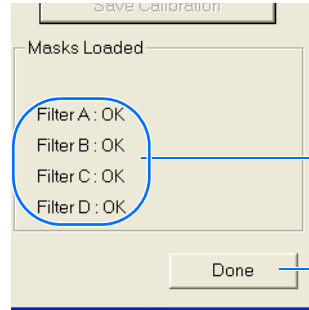 Save Calibration
Masks Loaded
Filter A : OK
Filter B : OK
Filter C : OK
Filter D : OK
Done